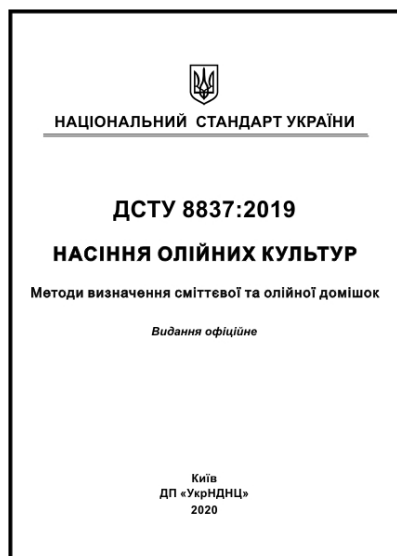 НАЦІОНАЛЬНИЙ СТАНДАРТ УКРАЇНИ
ДСТУ 8837:2019
НАСІННЯ ОЛІЙНИХ КУЛЬТУР
Методи визначення сміттєвої та олійної домішок
Видання офіційне
Київ
ДП «УкрНДНЦ»
2020